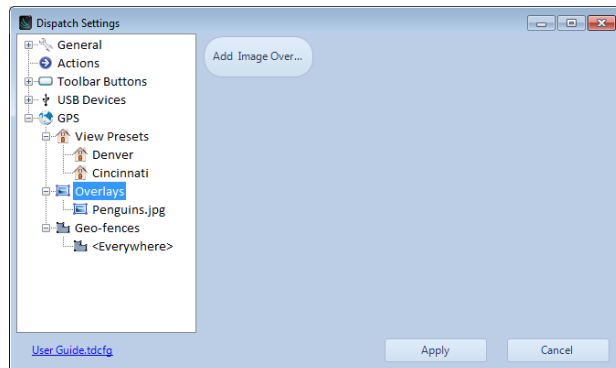 Dispatch Settings
General
Actions
Toolbar Buttons
USB Devices
GPS
View Presets
Denver
Cincinnati
Overlays
Penguins.jpg
Geo-fences
<Everywhere>
Add Image Over...
User Guide.tdcfg
Apply
Cancel